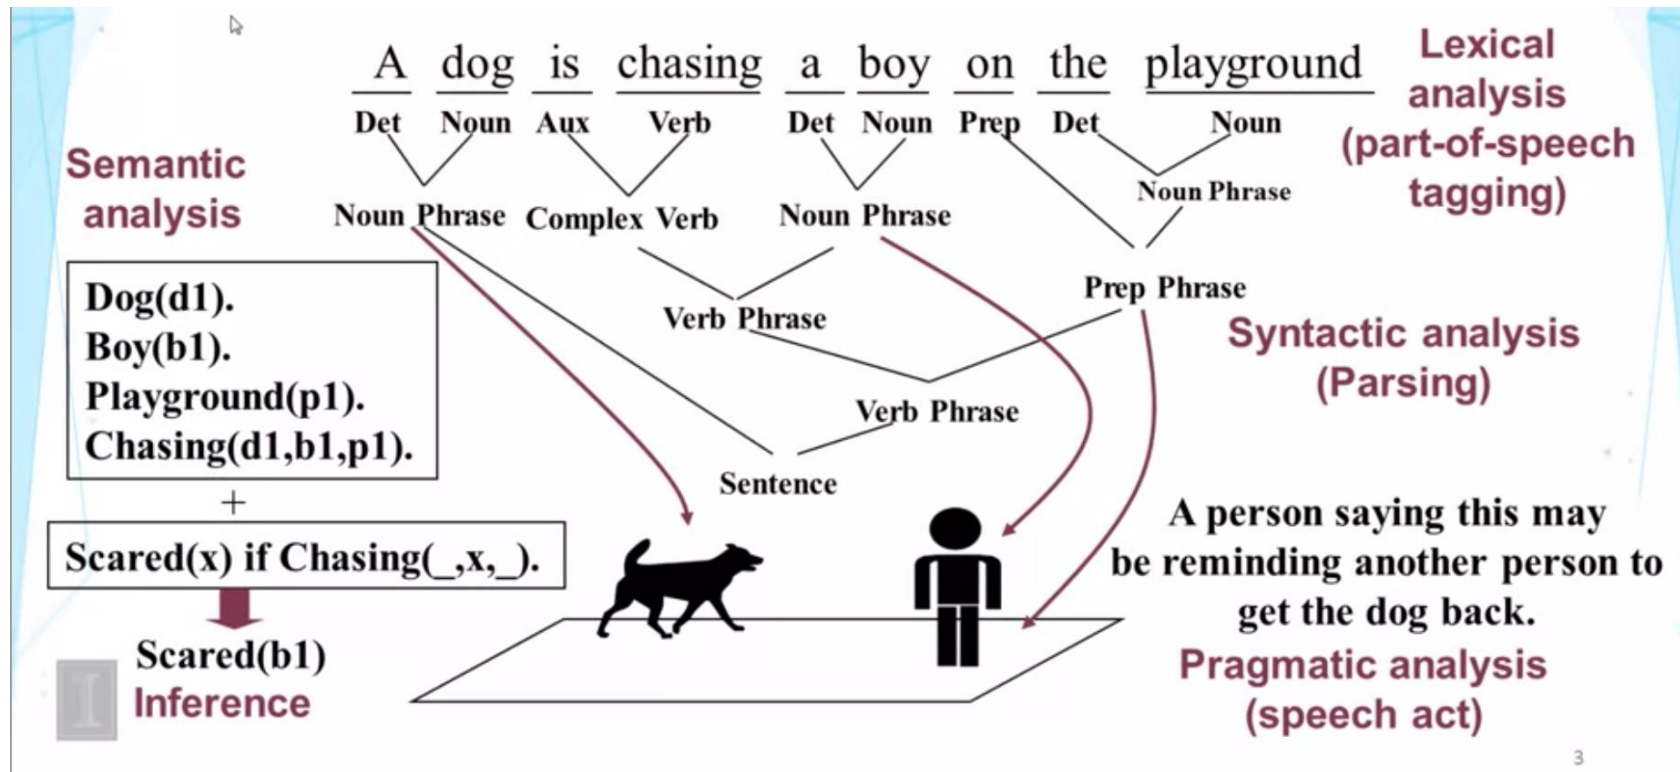 A dog is chasing a boy on the playground
Det Noun Aux Verb Det Noun Prep Det Noun
Lexical
analysis
(part-of-speech
tagging)
Semantic
analysis
Noun Phrase
Noun Phrase Complex Verb Noun Phrase
Dog(d1).
Boy(b1).
Playground(p1).
Chasing(d1,b1,p1).
+
Scared(x) if Chasing(_,x,_).
Scared(b1)
Inference
Prep Phrase
Verb Phrase
Syntactic analysis
(Parsing)
Verb Phrase
Sentence
A person saying this may
be reminding another person to
get the dog back.
Pragmatic analysis
(speech act)
I
3